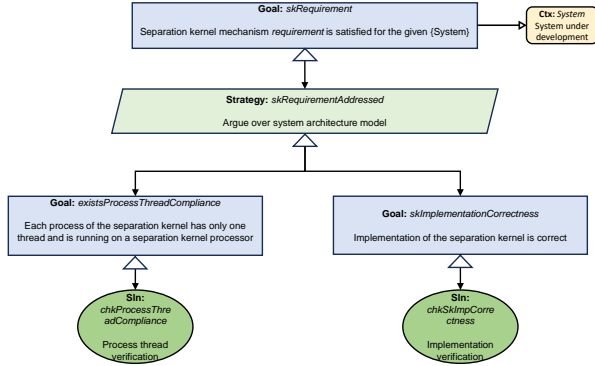 Goal: skRequirement
Separation kernel mechanism requirement is satisfied for the given {System}
Ctx: System
System under
development
Strategy: skRequirementAddressed
Argue over system architecture model
Goal: existsProcessThreadCompliance
Each process of the separation kernel has only one
thread and is running on a separation kernel processor
Goal: skImplementationCorrectness
Implementation of the separation kernel is correct
Sln:
chkProcessThre
adCompliance
Process thread
verification
Sln:
chkSkImpCorre
ctness
Implementation
verification